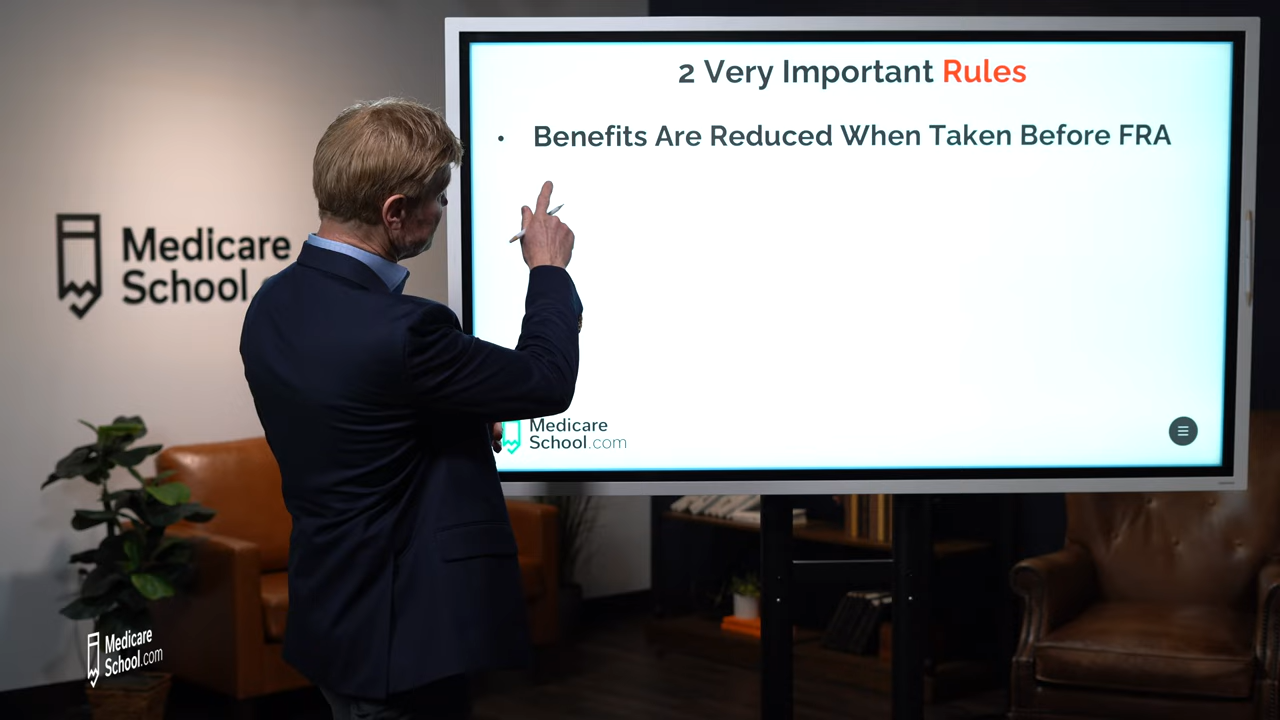 2 Very Important Rules
• Benefits Are Reduced When Taken Before FRA
Medicare
School
Medicare
School.com
Medicare
School.com